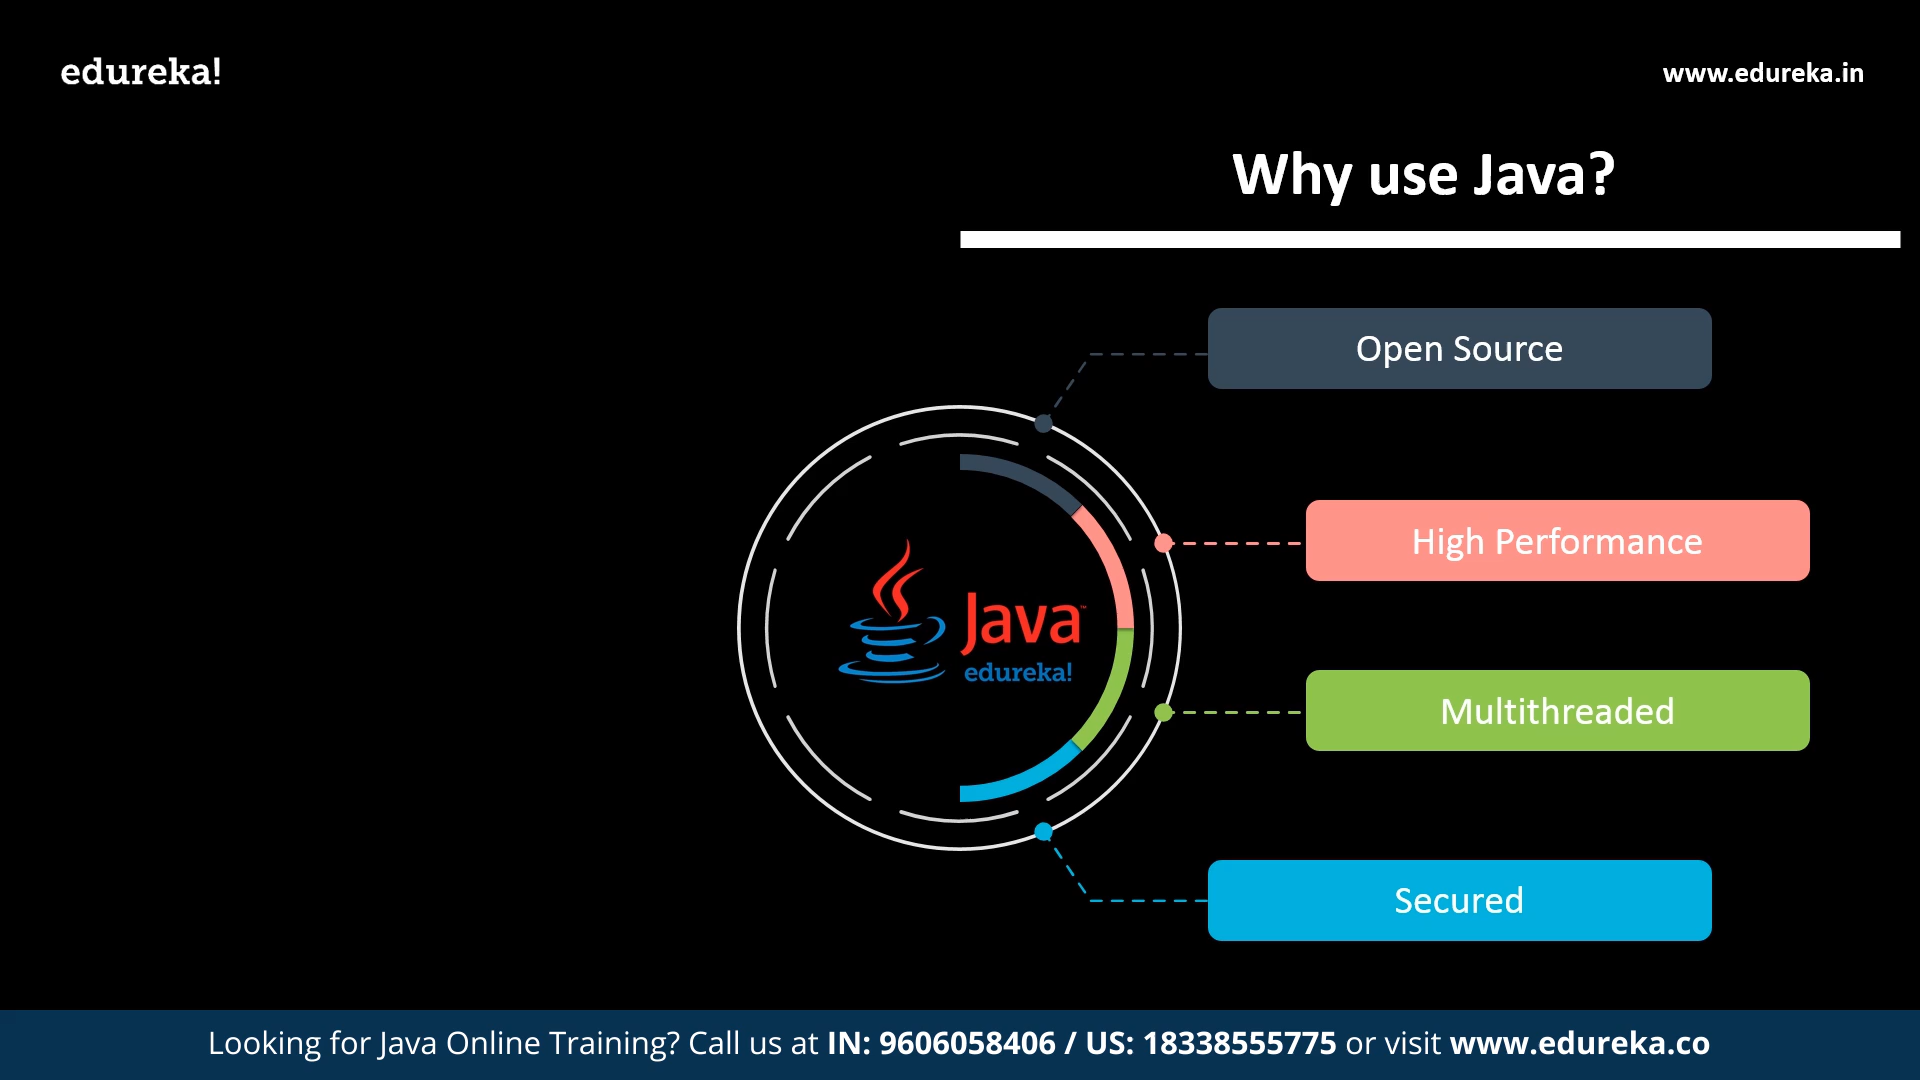 edureka!
www.edureka.in
Why use Java?
Open Source
High Performance
Java™
edureka!
Multithreaded
Secured
Looking for Java Online Training? Call us at IN: 9606058406 / US: 18338555775 or visit www.edureka.co